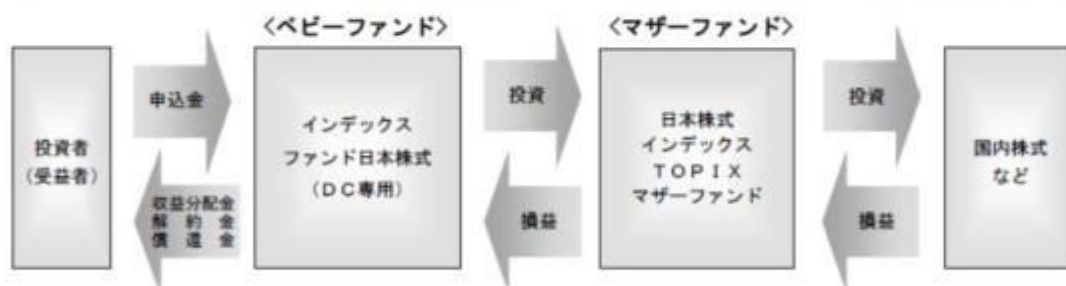 <ベビーファンド>
<マザーファンド>
投資者
(受益者)
申込金
収益分配金
解約金
償還金
インデックス
ファンド日本株式
(DC専用)
投資
損益
日本株式
インデックス
TOPIX
マザーファンド
投資
損益
国内株式
など